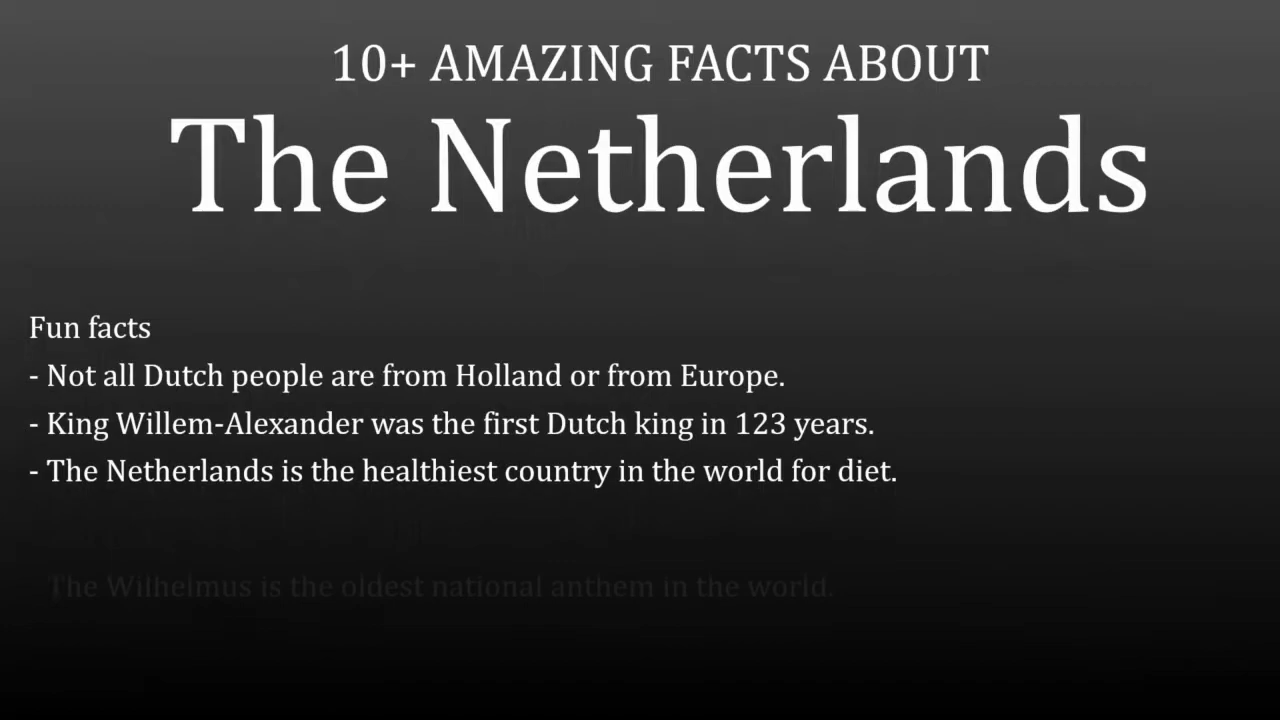 10+ AMAZING FACTS ABOUT
The Netherlands
Fun facts
- Not all Dutch people are from Holland or from Europe.
- King Willem-Alexander was the first Dutch king in 123 years.
- The Netherlands is the healthiest country in the world for diet.
The Wilhelmus is the oldest national anthem in the world.